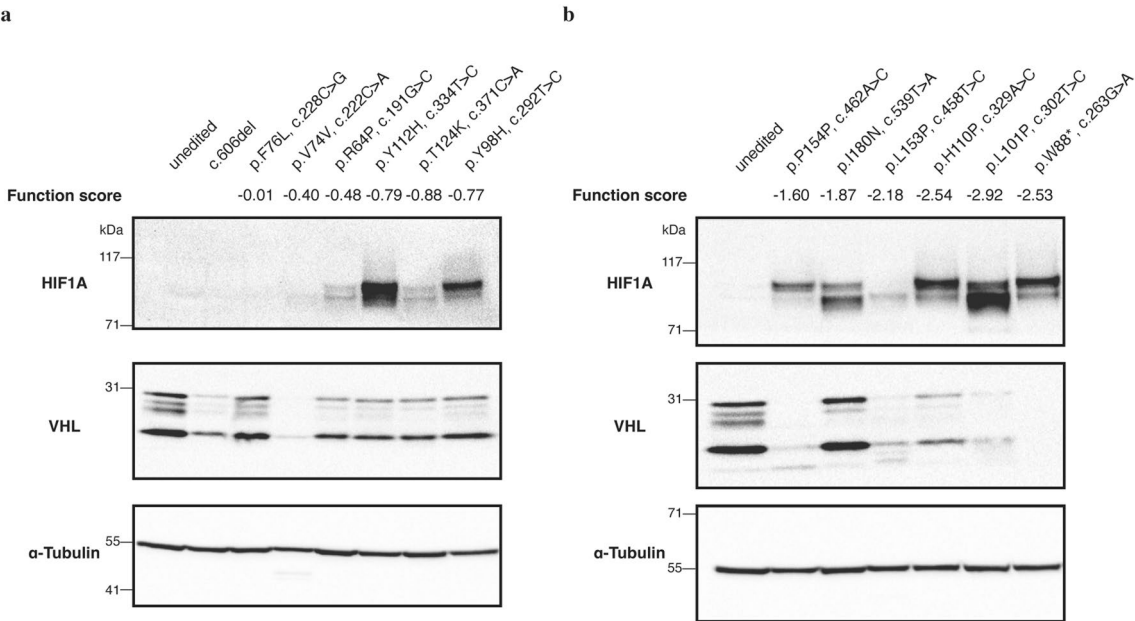 a
unedited
c.606del
p.F76L, c.228C>G
p.V74V, c.222C>A
p.R64P, c.191G>C
p.Y112H, c.334T>C
p.T124K, c.371C>A
p.Y98H, c.292T>C
Function score -0.01 -0.40 -0.48 -0.79 -0.88 -0.77
kDa
117
HIF1A
71
31
VHL
55
α-Tubulin
41
b
unedited
p.P154P, c.462A>C
p.I180N, c.539T>A
p.L153P, c.458T>C
p.H110P, c.329A>C
p.L101P, c.302T>C
p.W88*, c.263G>A
Function score -1.60 -1.87 -2.18 -2.54 -2.92 -2.53
kDa
117
HIF1A
71
31
VHL
71
α-Tubulin
55